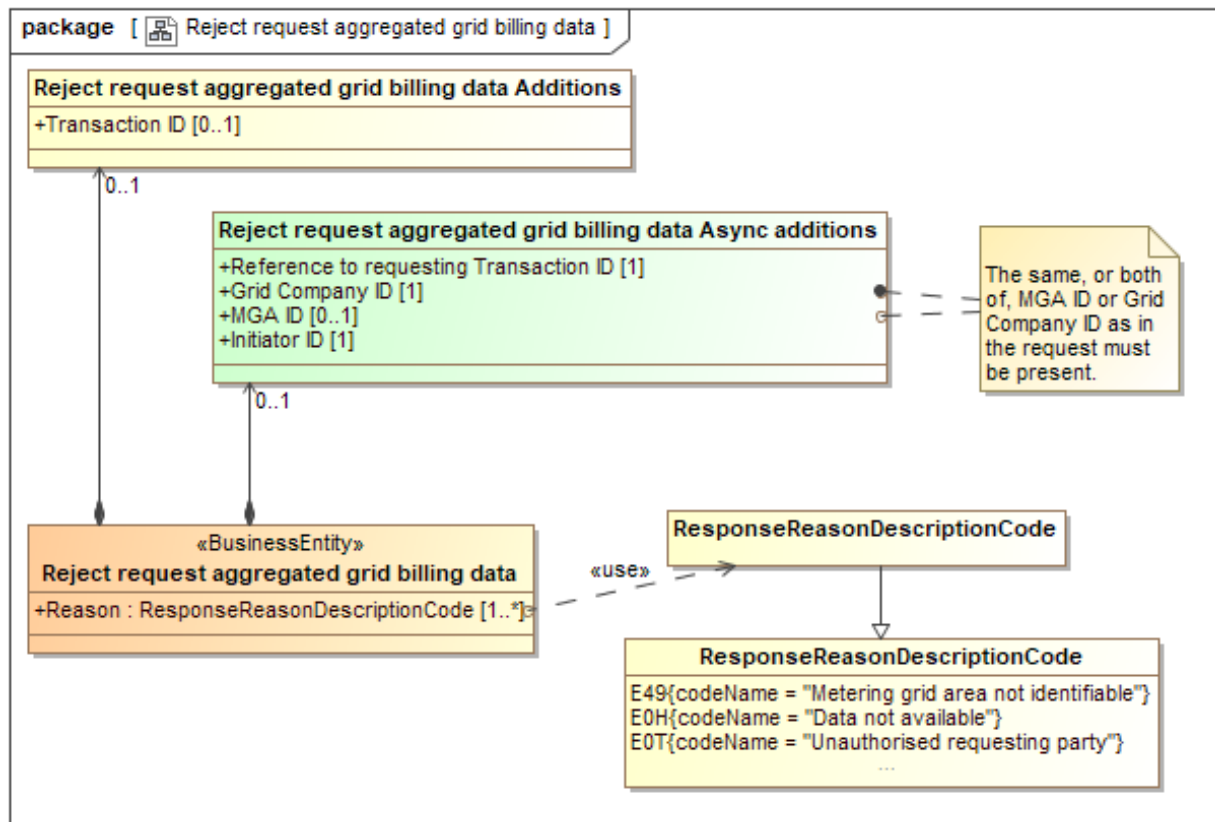 package [ Reject request aggregated grid billing data ]
Reject request aggregated grid billing data Additions
+Transaction ID [0..1]
0..1
Reject request aggregated grid billing data Async additions
+Reference to requesting Transaction ID [1]
+Grid Company ID [1]
+MGA ID [0..1]
+Initiator ID [1]
The same, or both
of, MGA ID or Grid
Company ID as in
the request must
be present.
0..1
«BusinessEntity»
Reject request aggregated grid billing data
+Reason : ResponseReasonDescriptionCode [1..*]
«use»
ResponseReasonDescriptionCode
ResponseReasonDescriptionCode
E49{codeName = "Metering grid area not identifiable"}
E0H{codeName = "Data not available"}
E0T{codeName = "Unauthorised requesting party"}
...